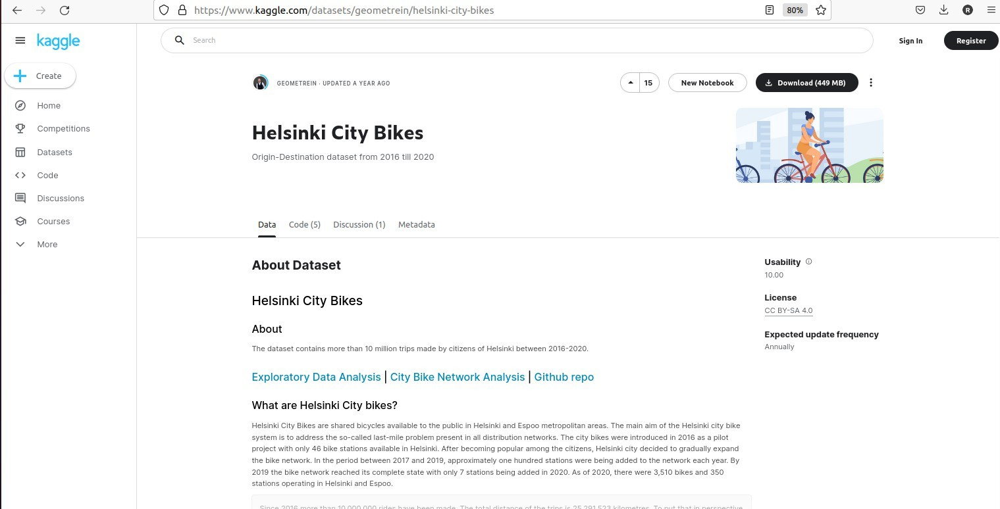 https://www.kaggle.com/datasets/geometrein/helsinki-city-bikes
80%
R
kaggle
Search
Sign In
Register
Create
GEOMETREIN · UPDATED A YEAR AGO
15
New Notebook
Download (449 MB)
Home
Competitions
Datasets
Code
Discussions
Courses
More
Helsinki City Bikes
Origin-Destination dataset from 2016 till 2020
Data Code (5) Discussion (1) Metadata
About Dataset
Helsinki City Bikes
About
The dataset contains more than 10 million trips made by citizens of Helsinki between 2016-2020.
Exploratory Data Analysis | City Bike Network Analysis | Github repo
What are Helsinki City bikes?
Helsinki City Bikes are shared bicycles available to the public in Helsinki and Espoo metropolitan areas. The main aim of the Helsinki city bike
system is to address the so-called last-mile problem present in all distribution networks. The city bikes were introduced in 2016 as a pilot
project with only 46 bike stations available in Helsinki. After becoming popular among the citizens, Helsinki city decided to gradually expand
the bike network. In the period between 2017 and 2019, approximately one hundred stations were being added to the network each year. By
2019 the bike network reached its complete state with only 7 stations being added in 2020. As of 2020, there were 3,510 bikes and 350
stations operating in Helsinki and Espoo.
Since 2016 more than 10,000,000 rides have been made. The total distance of the trips is 25,291,523 kilometres. To put that in perspective
Usability
10.00
License
CC BY-SA 4.0
Expected update frequency
Annually